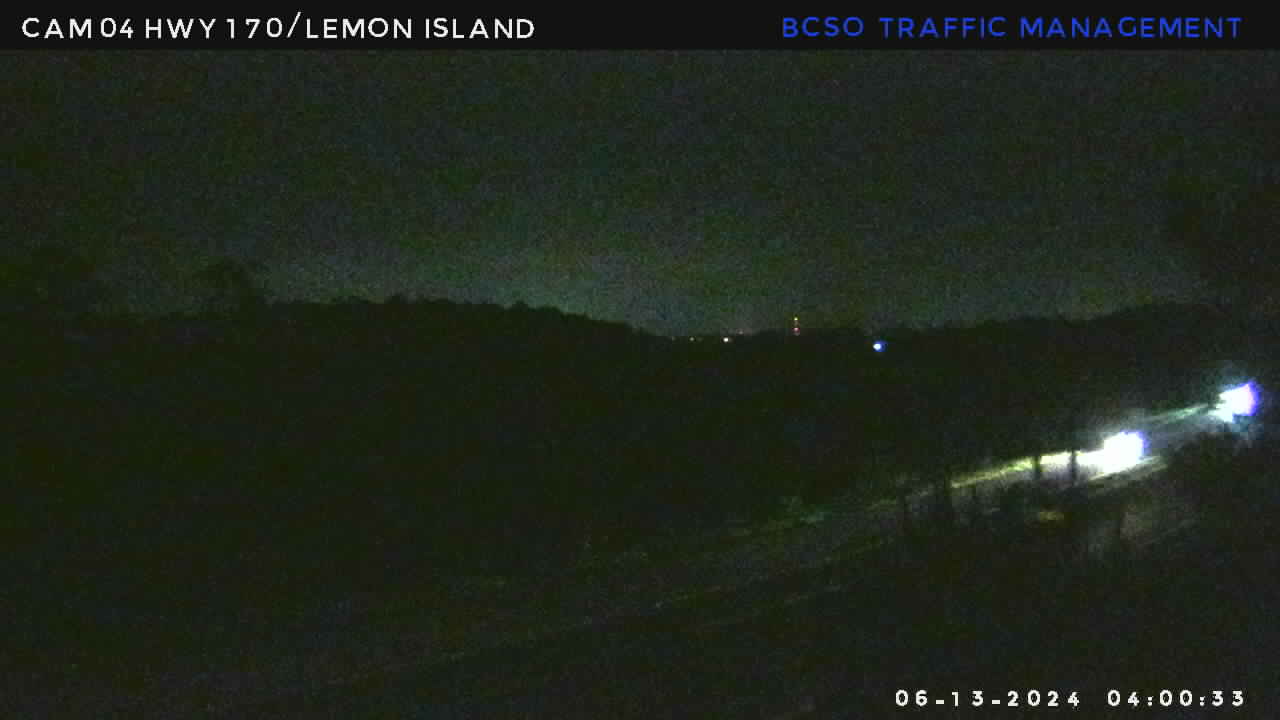 CAM04 HWY 170/LEMON ISLAND
BCSO TRAFFIC MANAGEMENT
06-13-2024 04:00:33